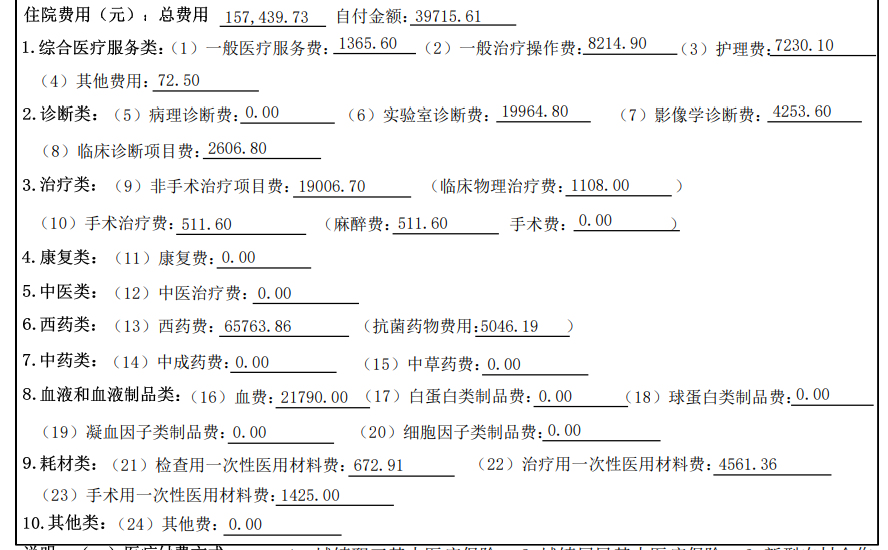 住院费用（元）：总费用 157,439.73 自付金额: 39715.61
1.综合医疗服务类:（1）一般医疗服务费: 1365.60 （2）一般治疗操作费: 8214.90 （3）护理费: 7230.10
（4）其他费用: 72.50
2.诊断类:（5）病理诊断费: 0.00 （6）实验室诊断费: 19964.80 （7）影像学诊断费: 4253.60
（8）临床诊断项目费: 2606.80
3.治疗类:（9）非手术治疗项目费: 19006.70 （临床物理治疗费: 1108.00 ）
（10）手术治疗费: 511.60 （麻醉费: 511.60 手术费: 0.00 ）
4.康复类:（11）康复费: 0.00
5.中医类:（12）中医治疗费: 0.00
6.西药类:（13）西药费: 65763.86 （抗菌药物费用: 5046.19 ）
7.中药类:（14）中成药费: 0.00 （15）中草药费: 0.00
8.血液和血液制品类:（16）血费: 21790.00 （17）白蛋白类制品费: 0.00 （18）球蛋白类制品费: 0.00
（19）凝血因子类制品费: 0.00 （20）细胞因子类制品费: 0.00
9.耗材类:（21）检查用一次性医用材料费: 672.91 （22）治疗用一次性医用材料费: 4561.36
（23）手术用一次性医用材料费: 1425.00
10.其他类:（24）其他费: 0.00